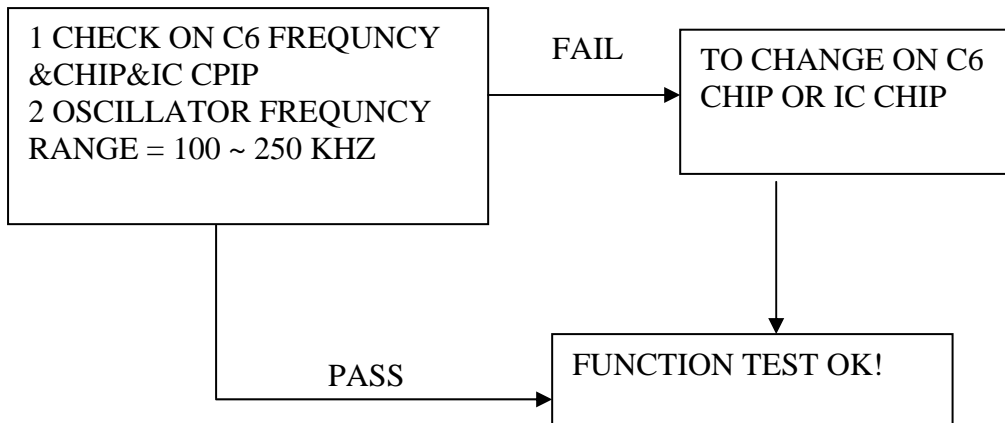 1 CHECK ON C6 FREQUNCY
&CHIP&IC CPIP
2 OSCILLATOR FREQUNCY
RANGE = 100 ~ 250 KHZ
FAIL
TO CHANGE ON C6
CHIP OR IC CHIP
PASS
FUNCTION TEST OK!